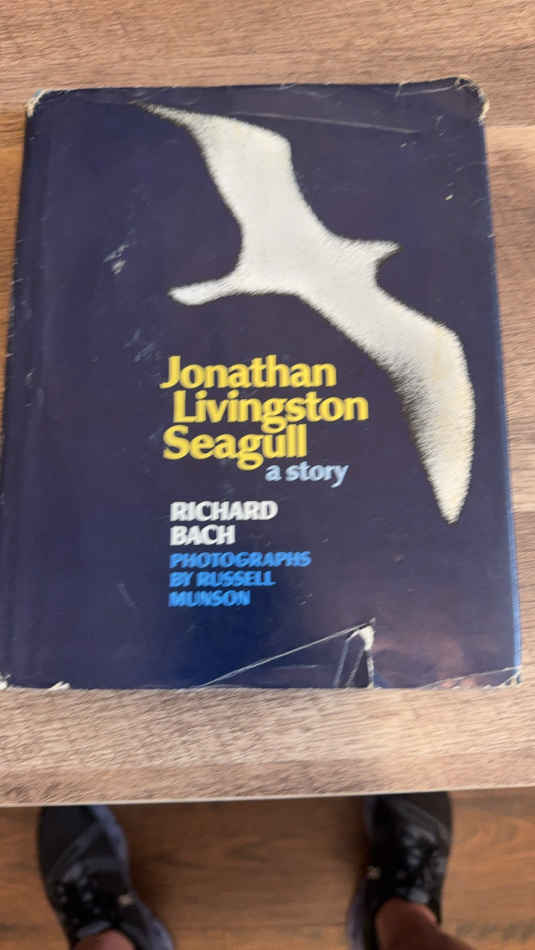 Jonathan
Livingston
Seagull
a story
RICHARD
BACH
PHOTOGRAPHS
BY RUSSELL
MUNSON